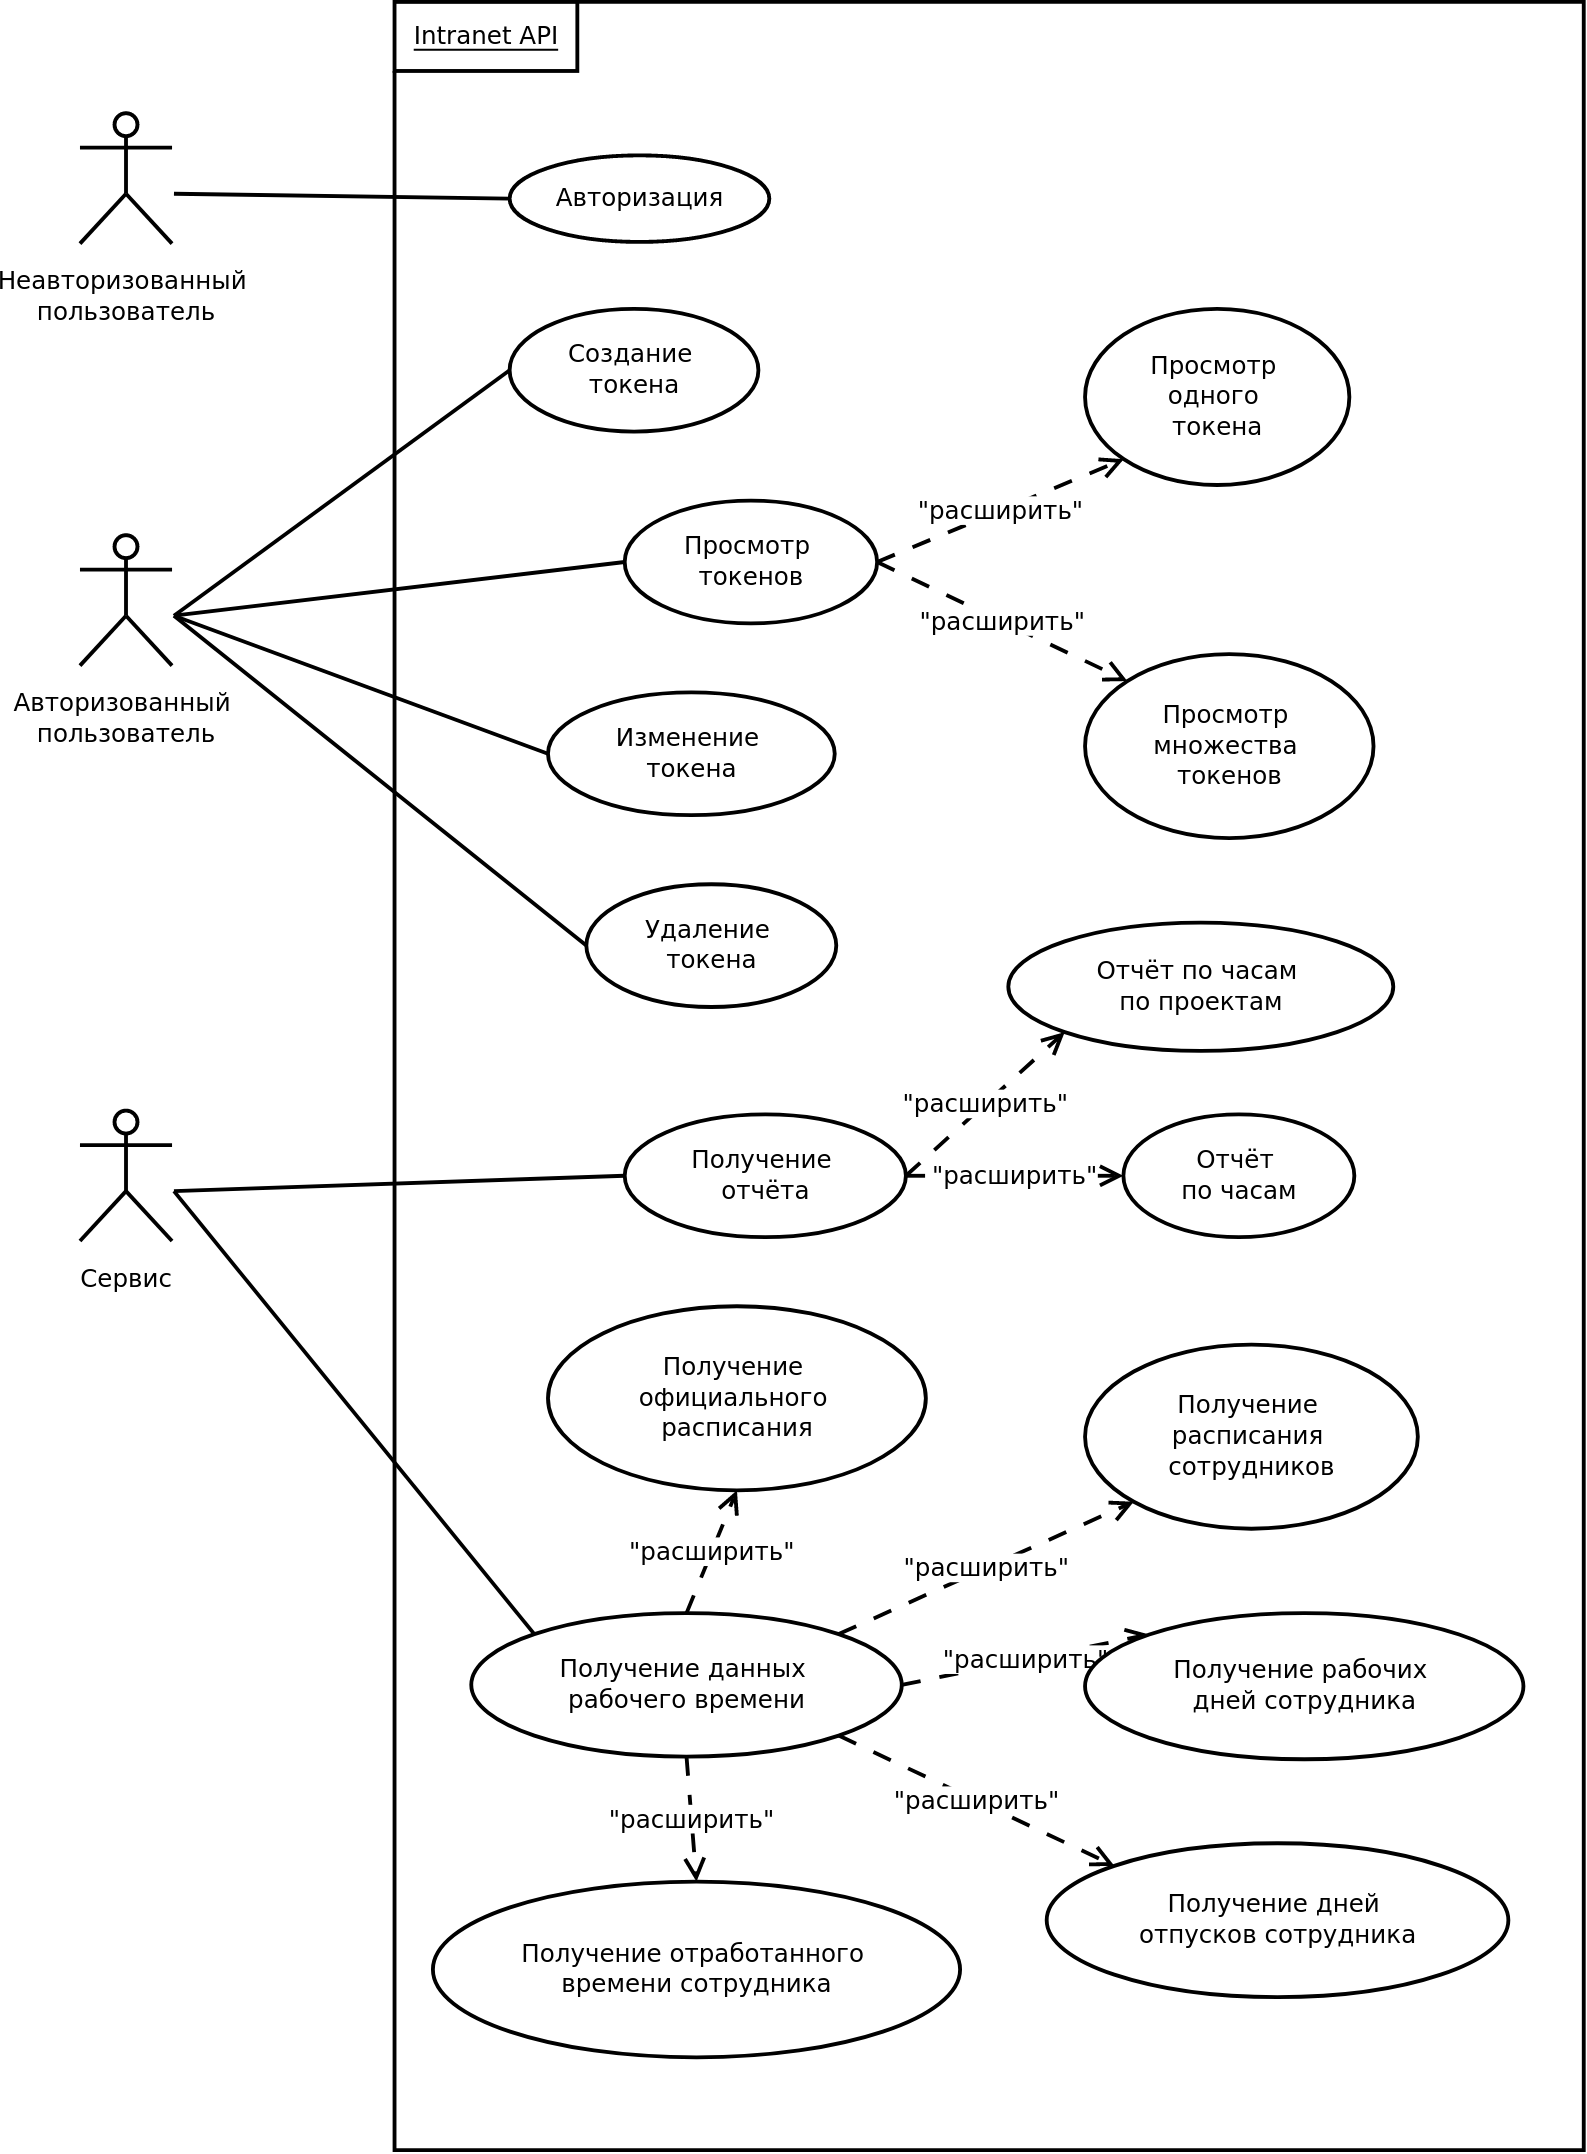 Intranet API
Авторизация
Неавторизованный
пользователь
Создание
токена
Просмотр
одного
токена
"расширить"
Просмотр
токенов
"расширить"
Авторизованный
пользователь
Изменение
токена
Просмотр
множества
токенов
Удаление
токена
Отчёт по часам
по проектам
"расширить"
Получение
отчёта
"расширить"
Отчёт
по часам
Сервис
Получение
официального
расписания
Получение
расписания
сотрудников
"расширить"
"расширить"
Получение данных
рабочего времени
"расширить"
Получение рабочих
дней сотрудника
"расширить"
"расширить"
Получение дней
отпусков сотрудника
Получение отработанного
времени сотрудника